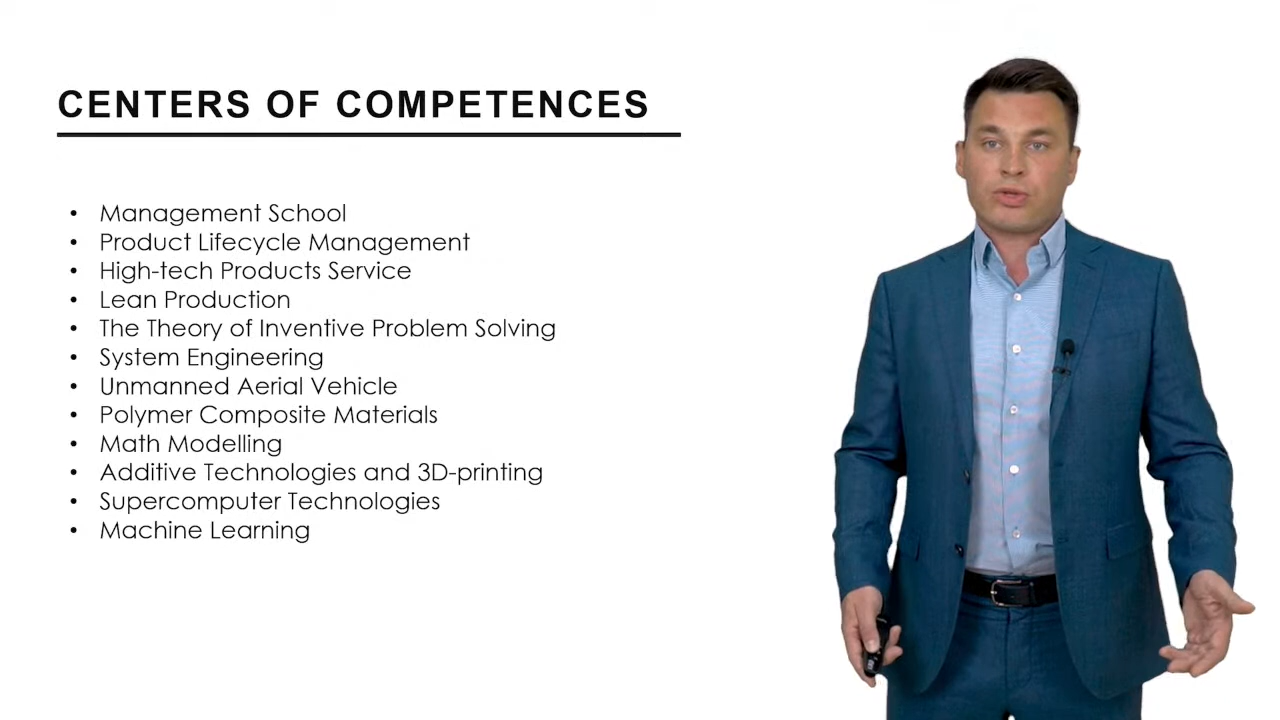 CENTERS OF COMPETENCES
• Management School
• Product Lifecycle Management
• High-tech Products Service
• Lean Production
• The Theory of Inventive Problem Solving
• System Engineering
• Unmanned Aerial Vehicle
• Polymer Composite Materials
• Math Modelling
• Additive Technologies and 3D-printing
• Supercomputer Technologies
• Machine Learning